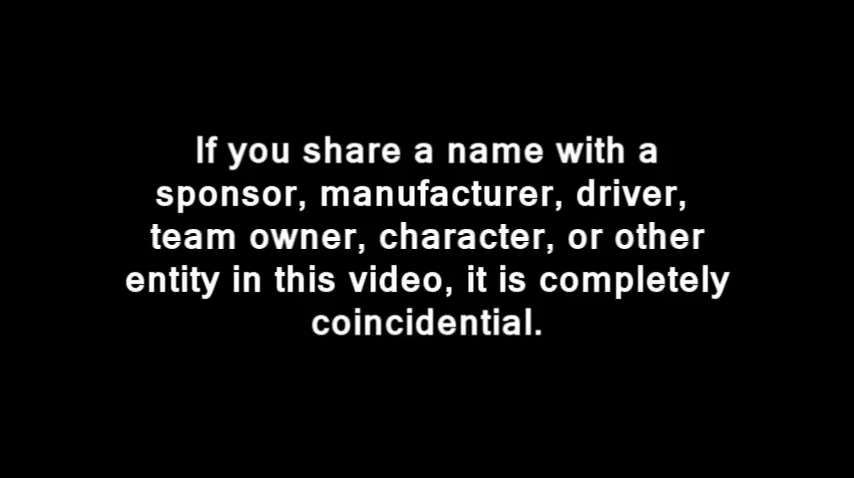 If you share a name with a
sponsor, manufacturer, driver,
team owner, character, or other
entity in this video, it is completely
coincidential.